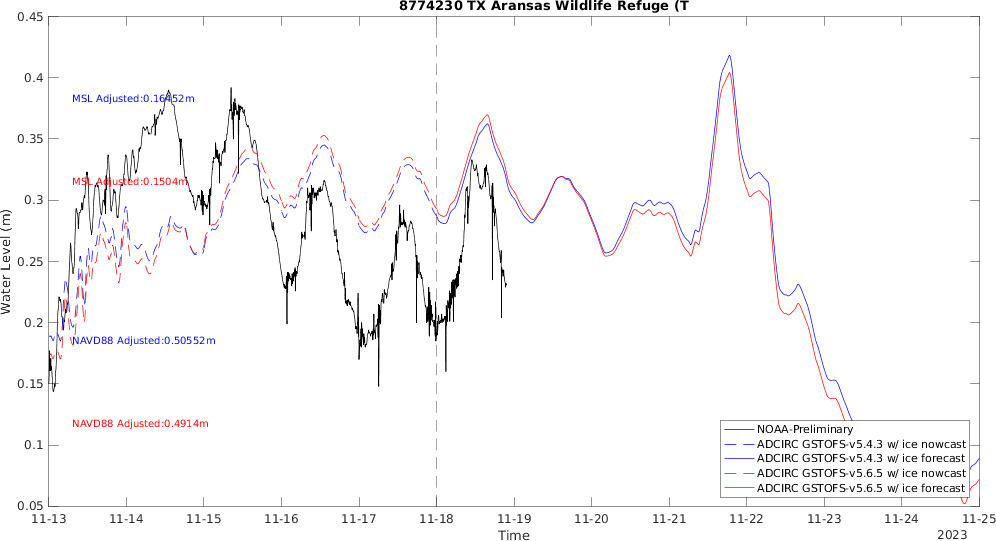 8774230 TX Aransas Wildlife Refuge (T
Water Level (m)
0.45
0.4
0.35
0.3
0.25
0.2
0.15
0.1
0.05
MSL Adjusted:0.16452m
MSL Adjusted:0.1504m
NAVD88 Adjusted:0.50552m
NAVD88 Adjusted:0.4914m
NOAA-Preliminary
ADCIRC GSTOFS-v5.4.3 w/ ice nowcast
ADCIRC GSTOFS-v5.4.3 w/ ice forecast
ADCIRC GSTOFS-v5.6.5 w/ ice nowcast
ADCIRC GSTOFS-v5.6.5 w/ ice forecast
11-13 11-14 11-15 11-16 11-17 11-18 11-19 11-20 11-21 11-22 11-23 11-24 11-25
Time
2023